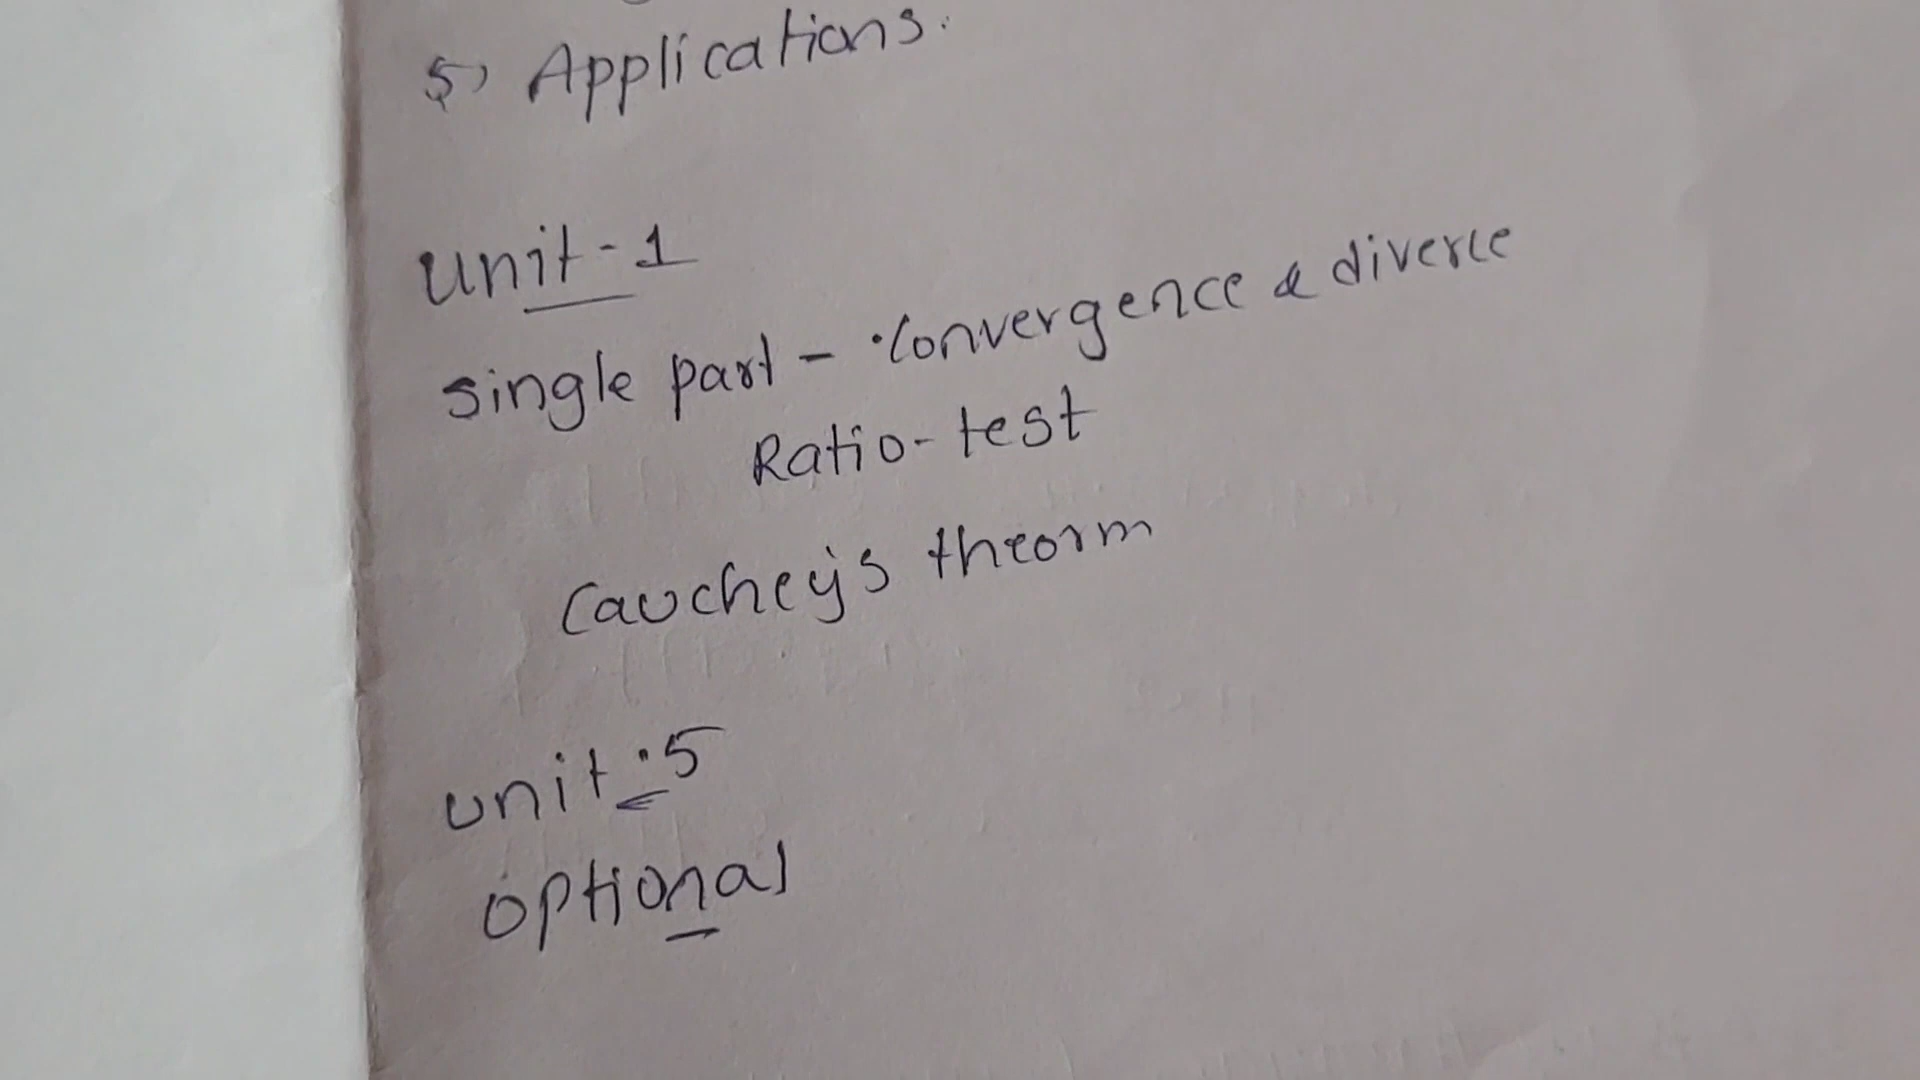 5) Applications.
unit-1
single part - convergence & diverce
Ratio-test
Cauchey's theorm
unit:5
optional